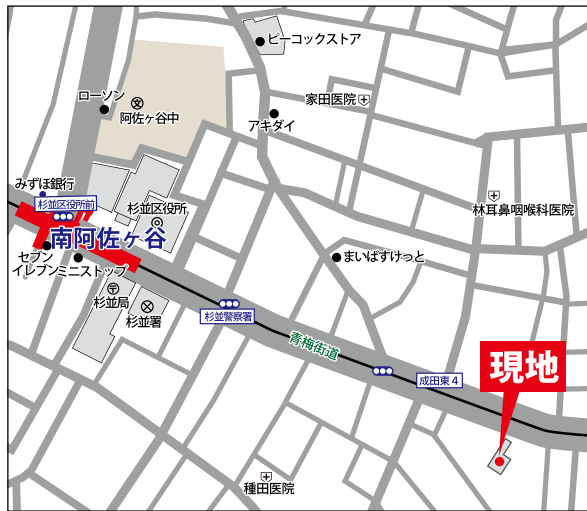 ピーコックストア
ローソン
阿佐ヶ谷中
家田医院
アキダイ
みずほ銀行
杉並区役所前
杉並区役所
林耳鼻咽喉科医院
南阿佐ヶ谷
セブン
イレブン
ミニストップ
まいばすけっと
杉並局
杉並署
杉並警察署
青梅街道
成田東4
現地
種田医院